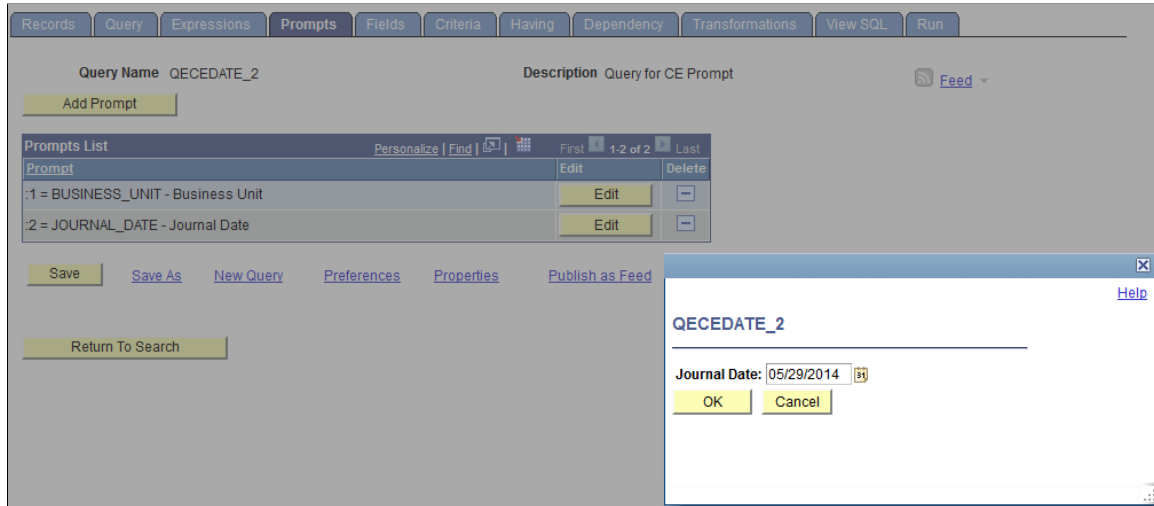 Records Query Expressions Prompts Fields Criteria Having Dependency Transformations View SQL Run
Query Name QECEDATE_2 Description Query for CE Prompt Feed
Add Prompt
Prompts List Personalize | Find | | First 1-2 of 2 Last
Prompt Edit Delete
:1 = BUSINESS_UNIT - Business Unit Edit
:2 = JOURNAL_DATE - Journal Date Edit
Save Save As New Query Preferences Properties Publish as Feed
Return To Search
Help
QECEDATE_2
Journal Date: 05/29/2014 31
OK Cancel